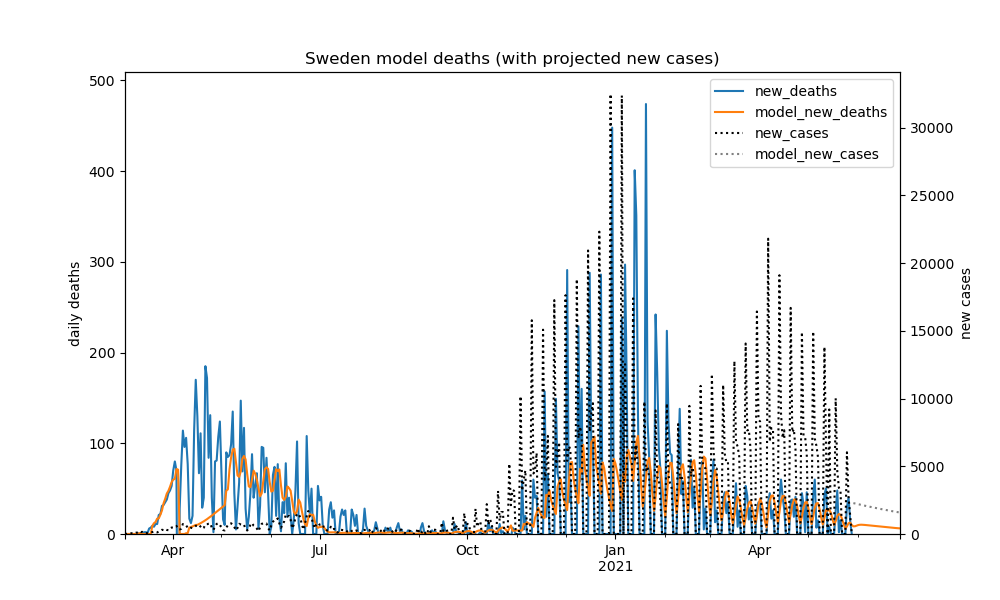 Sweden model deaths (with projected new cases)
500
400
300
200
100
0
daily deaths
new_deaths
model_new_deaths
new_cases
model_new_cases
30000
25000
20000
15000
10000
5000
0
new cases
Apr
Jul
Oct
Jan
2021
Apr